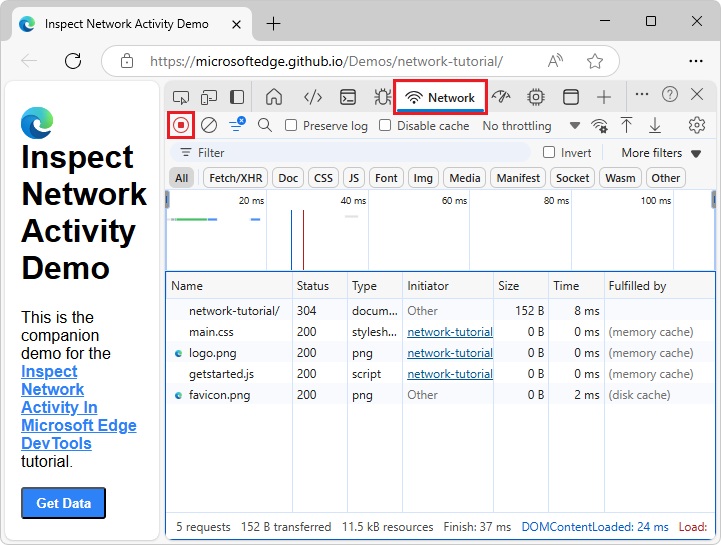 Inspect Network Activity Demo
https://microsoftedge.github.io/Demos/network-tutorial/
Inspect
Network
Activity
Demo
This is the
companion
demo for the
Inspect
Network
Activity In
Microsoft Edge
DevTools
tutorial.
Get Data
Network
Preserve log Disable cache No throttling
Filter Invert More filters
All Fetch/XHR Doc CSS JS Font Img Media Manifest Socket Wasm Other
20 ms 40 ms 60 ms 80 ms 100 ms
Name Status Type Initiator Size Time Fulfilled by
network-tutorial/ 304 docum... Other 152 B 8 ms
main.css 200 stylesh... network-tutorial 0 B 0 ms (memory cache)
logo.png 200 png network-tutorial 0 B 0 ms (memory cache)
getstarted.js 200 script network-tutorial 0 B 0 ms (memory cache)
favicon.png 200 png Other 0 B 2 ms (disk cache)
5 requests 152 B transferred 11.5 kB resources Finish: 37 ms DOMContentLoaded: 24 ms Load: